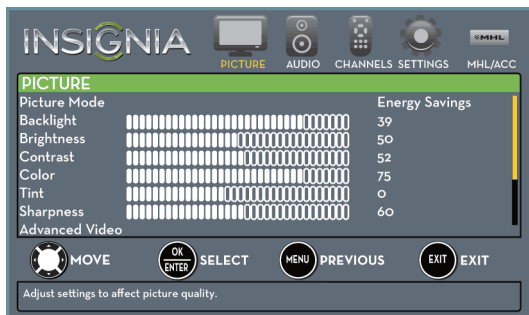 INSIGNIA
PICTURE AUDIO CHANNELS SETTINGS MHL/ACC
MHL
PICTURE
Picture Mode Energy Savings
Backlight 39
Brightness 50
Contrast 52
Color 75
Tint 0
Sharpness 60
Advanced Video
MOVE OK ENTER SELECT MENU PREVIOUS EXIT EXIT
Adjust settings to affect picture quality.